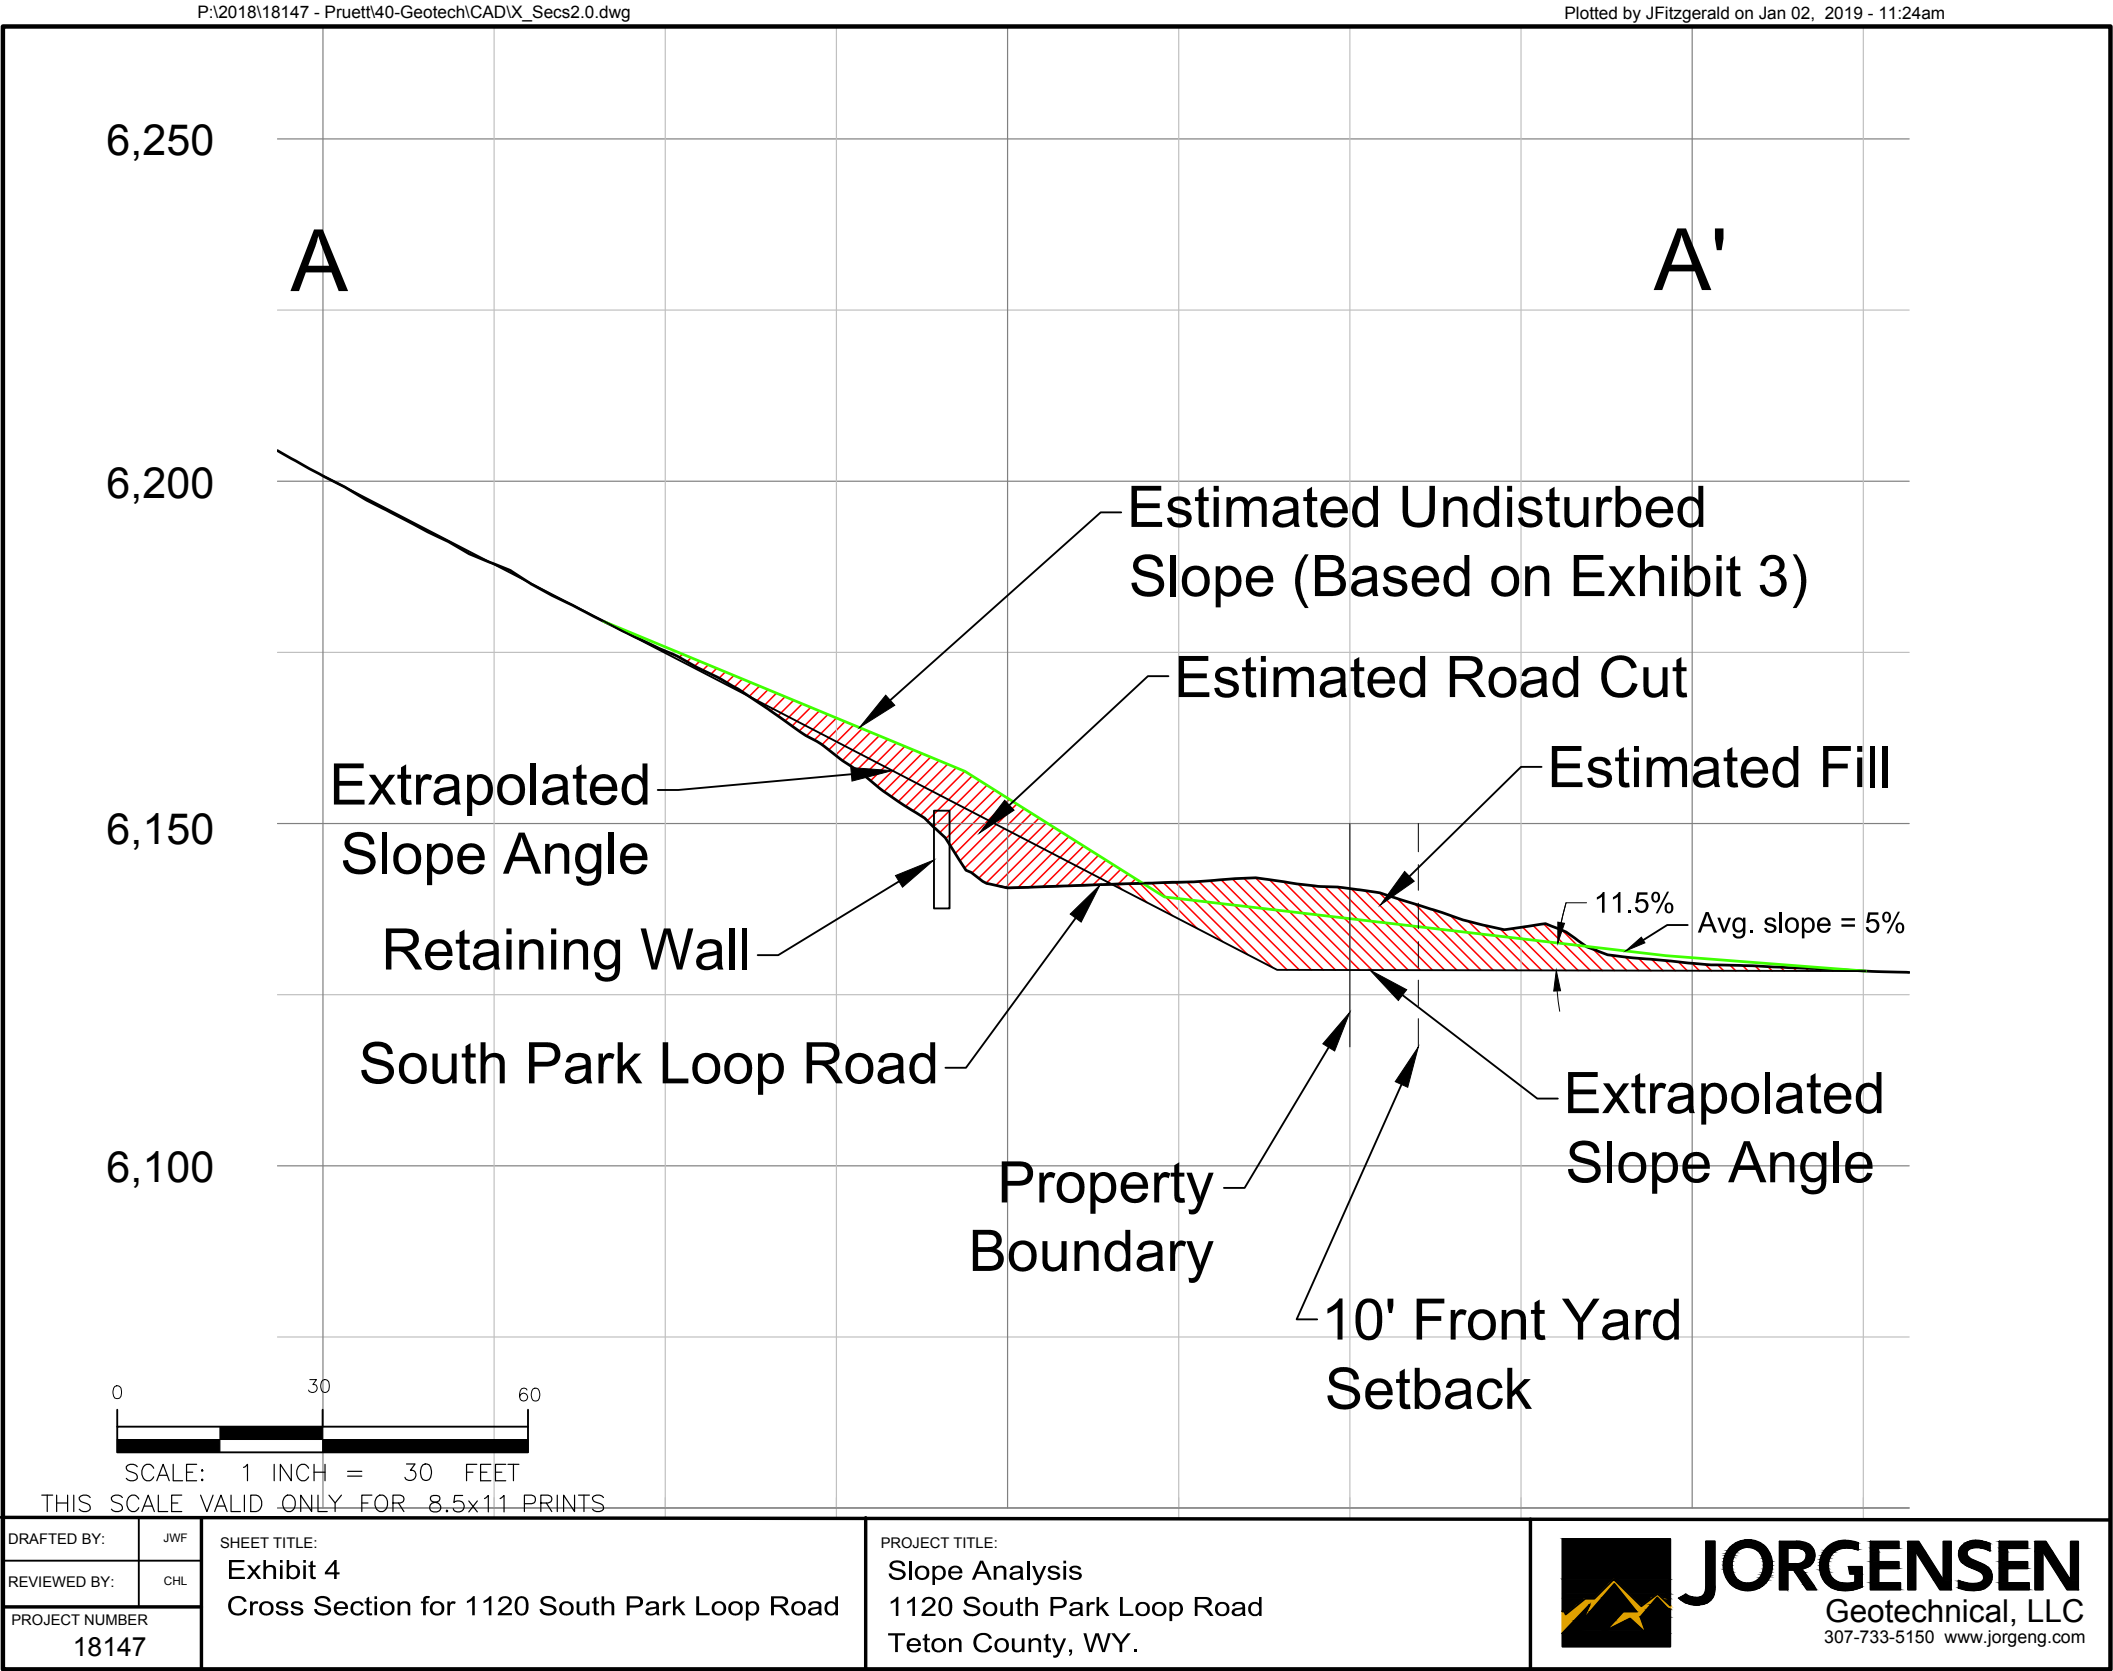 P:\2018\18147 - Pruett\40-Geotech\CAD\X_Secs2.0.dwg
Plotted by JFitzgerald on Jan 02, 2019 - 11:24am
6,250
A
A'
6,200
Estimated Undisturbed
Slope (Based on Exhibit 3)
Estimated Road Cut
Estimated Fill
Extrapolated
Slope Angle
6,150
11.5%
Avg. slope = 5%
Retaining Wall
South Park Loop Road
Extrapolated
Slope Angle
6,100
Property
Boundary
10' Front Yard
Setback
0 30 60
SCALE: 1 INCH = 30 FEET
THIS SCALE VALID ONLY FOR 8.5x11 PRINTS
DRAFTED BY: JWF
REVIEWED BY: CHL
PROJECT NUMBER
18147
SHEET TITLE:
Exhibit 4
Cross Section for 1120 South Park Loop Road
PROJECT TITLE:
Slope Analysis
1120 South Park Loop Road
Teton County, WY.
JORGENSEN
Geotechnical, LLC
307-733-5150 www.jorgeng.com